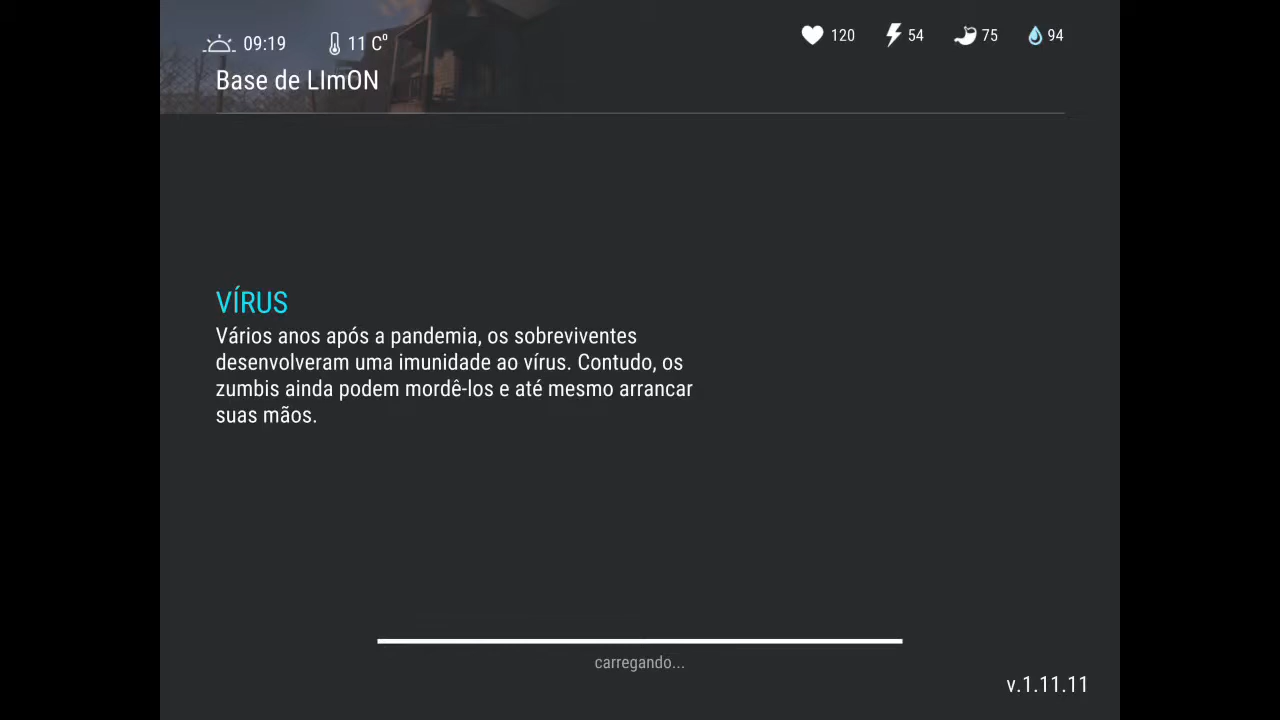 09:19 11 Cº 120 54 75 94
Base de LImON
VÍRUS
Vários anos após a pandemia, os sobreviventes
desenvolveram uma imunidade ao vírus. Contudo, os
zumbis ainda podem mordê-los e até mesmo arrancar
suas mãos.
carregando...
v.1.11.11